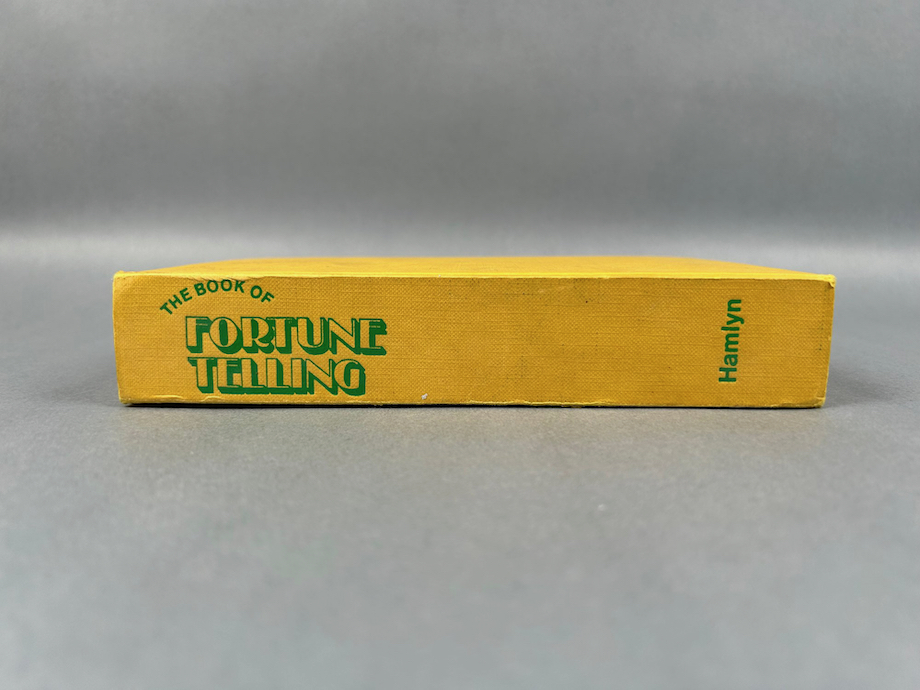 THE BOOK OF
FORTUNE
TELLING
Hamlyn